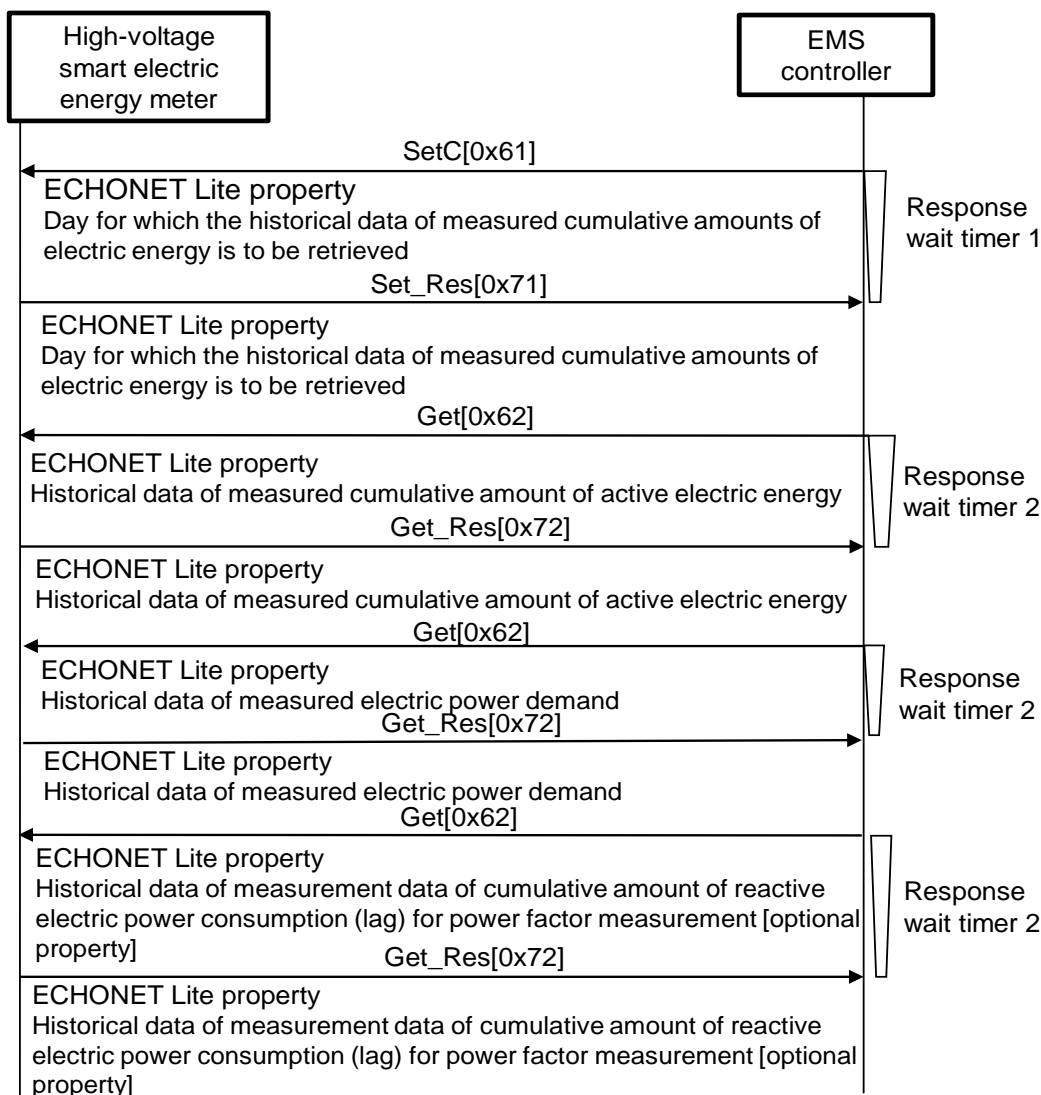 High-voltage
smart electric
energy meter
EMS
controller
SetC[0x61]
ECHONET Lite property
Day for which the historical data of measured cumulative amounts of
electric energy is to be retrieved
Response
wait timer 1
Set_Res[0x71]
ECHONET Lite property
Day for which the historical data of measured cumulative amounts of
electric energy is to be retrieved
Get[0x62]
ECHONET Lite property
Historical data of measured cumulative amount of active electric energy
Response
wait timer 2
Get_Res[0x72]
ECHONET Lite property
Historical data of measured cumulative amount of active electric energy
Get[0x62]
ECHONET Lite property
Historical data of measured electric power demand
Response
wait timer 2
Get_Res[0x72]
ECHONET Lite property
Historical data of measured electric power demand
Get[0x62]
ECHONET Lite property
Historical data of measurement data of cumulative amount of reactive
electric power consumption (lag) for power factor measurement [optional
property]
Response
wait timer 2
Get_Res[0x72]
ECHONET Lite property
Historical data of measurement data of cumulative amount of reactive
electric power consumption (lag) for power factor measurement [optional
property]